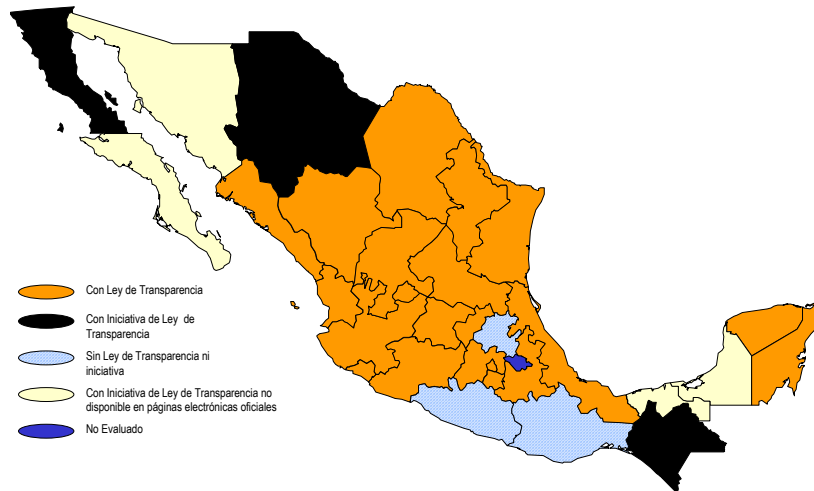 Con Ley de Transparencia
Con Iniciativa de Ley de
Transparencia
Sin Ley de Transparencia ni
iniciativa
Con Iniciativa de Ley de Transparencia no
disponible en páginas electrónicas oficiales
No Evaluado